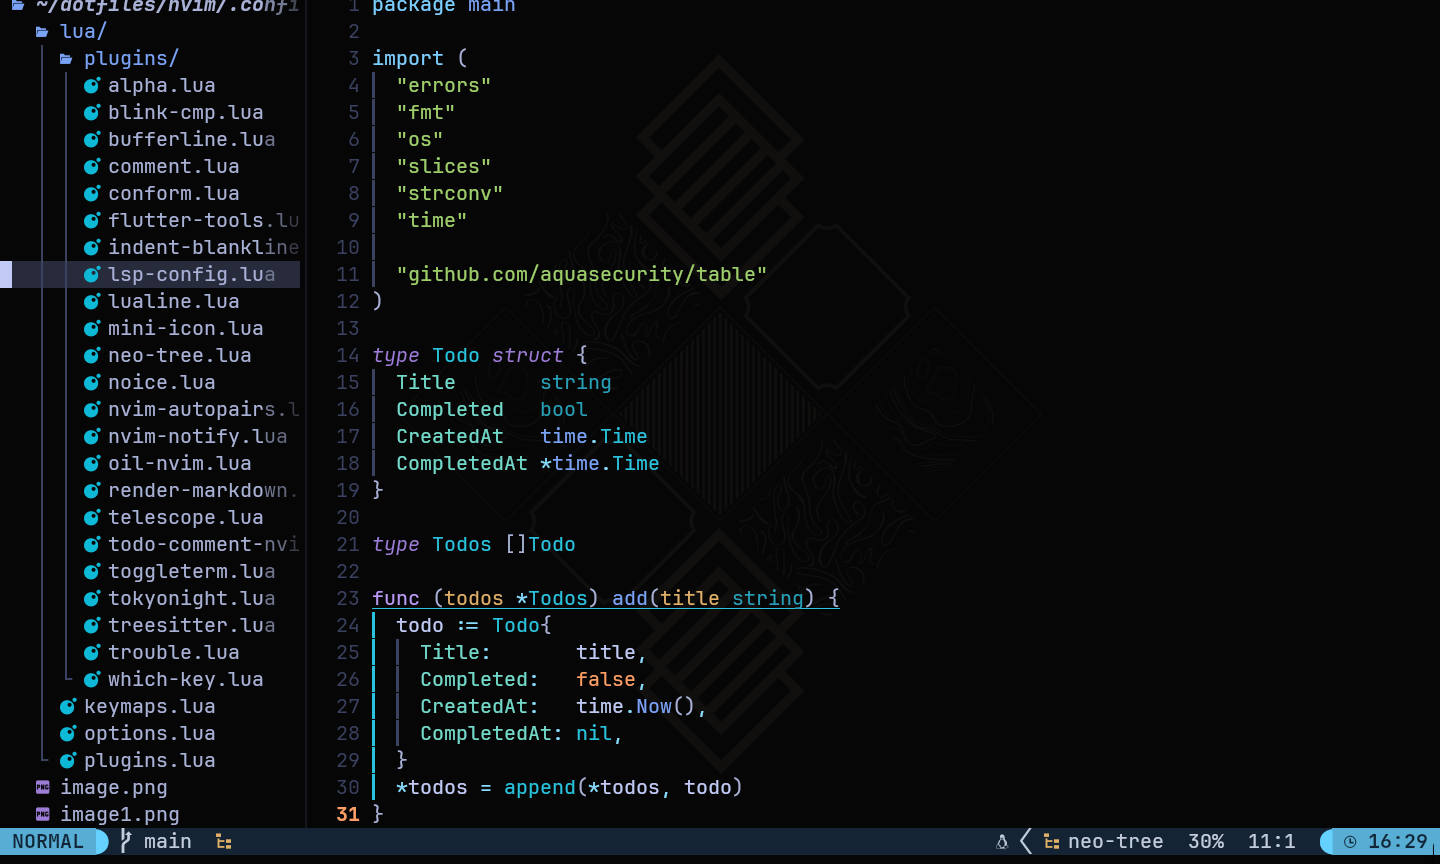 ~/dotfiles/nvim/.confi
lua/
plugins/
alpha.lua
blink-cmp.lua
bufferline.lua
comment.lua
conform.lua
flutter-tools.lu
indent-blankline
lsp-config.lua
lualine.lua
mini-icon.lua
neo-tree.lua
noice.lua
nvim-autopairs.l
nvim-notify.lua
oil-nvim.lua
render-markdown.
telescope.lua
todo-comment-nvi
toggleterm.lua
tokyonight.lua
treesitter.lua
trouble.lua
which-key.lua
keymaps.lua
options.lua
plugins.lua
image.png
image1.png
1 package main
2
3 import (
4 "errors"
5 "fmt"
6 "os"
7 "slices"
8 "strconv"
9 "time"
10
11 "github.com/aquasecurity/table"
12 )
13
14 type Todo struct {
15 Title string
16 Completed bool
17 CreatedAt time.Time
18 CompletedAt *time.Time
19 }
20
21 type Todos []Todo
22
23 func (todos *Todos) add(title string) {
24 todo := Todo{
25 Title: title,
26 Completed: false,
27 CreatedAt: time.Now(),
28 CompletedAt: nil,
29 }
30 *todos = append(*todos, todo)
31 }
NORMAL main neo-tree 30% 11:1 16:29